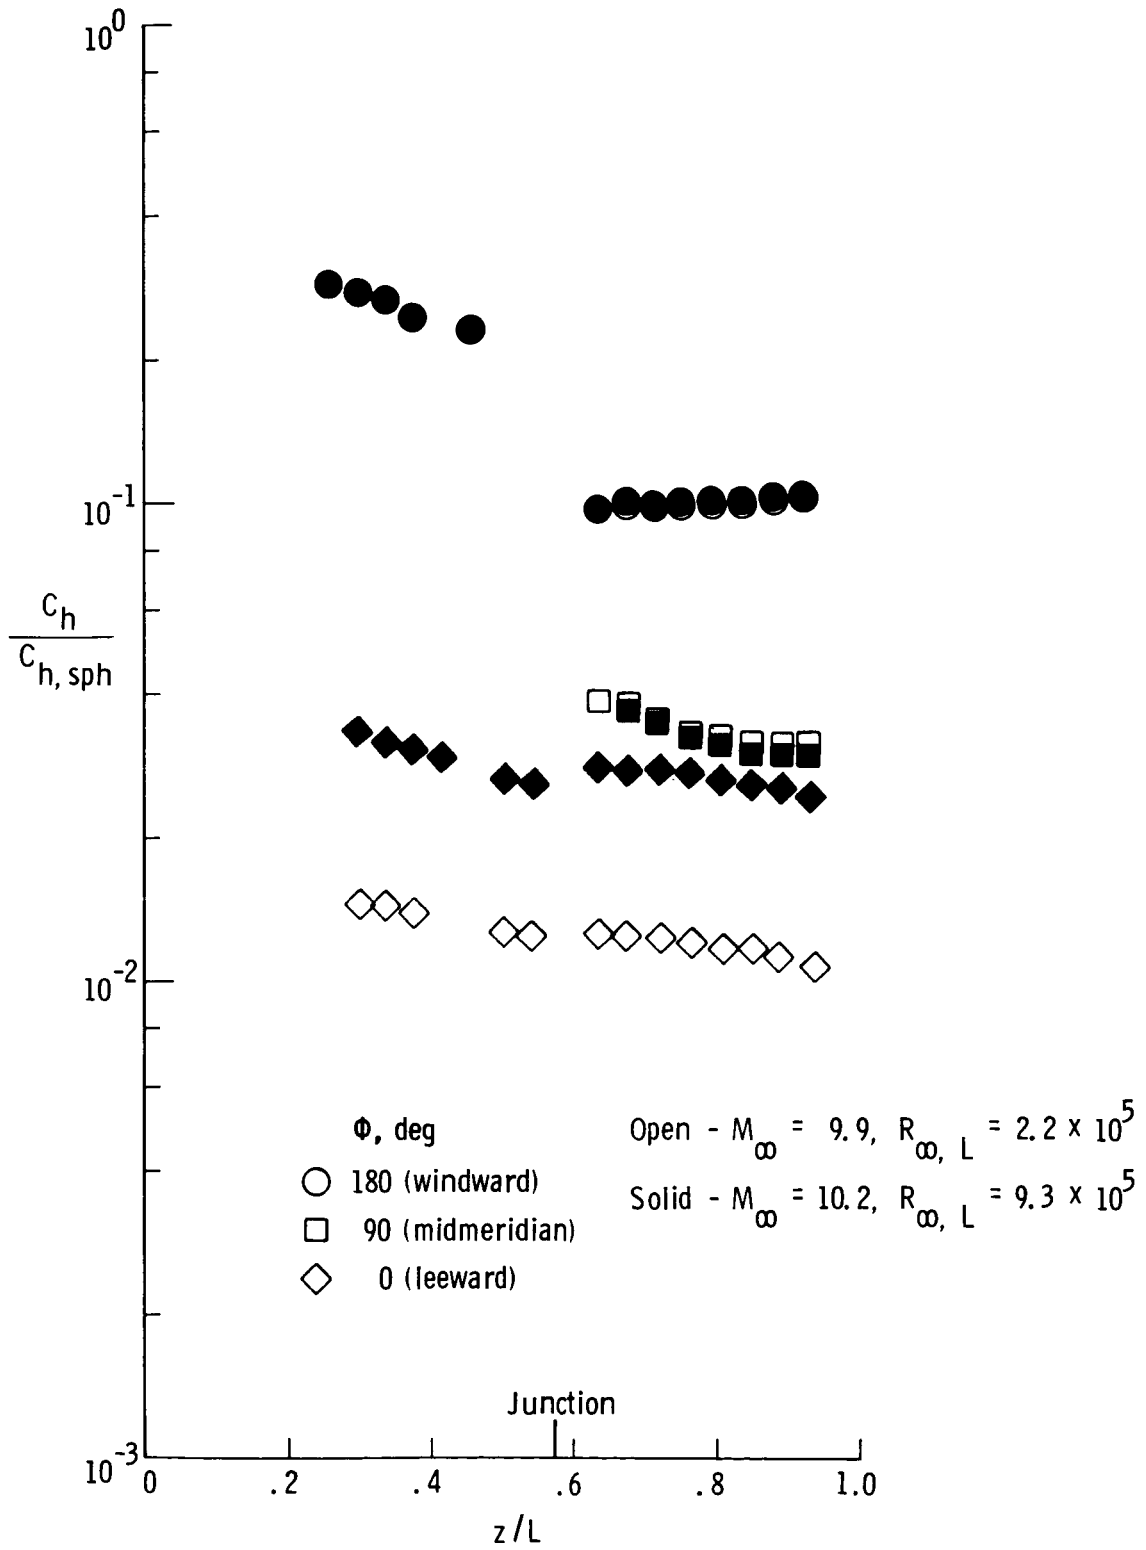 10^0
10^-1
C_h
C_h, sph
10^-2
Φ, deg
180 (windward)
90 (midmeridian)
0 (leeward)
Open - M_∞ = 9.9, R_∞, L = 2.2 x 10^5
Solid - M_∞ = 10.2, R_∞, L = 9.3 x 10^5
Junction
10^-3
0 .2 .4 .6 .8 1.0
z/L